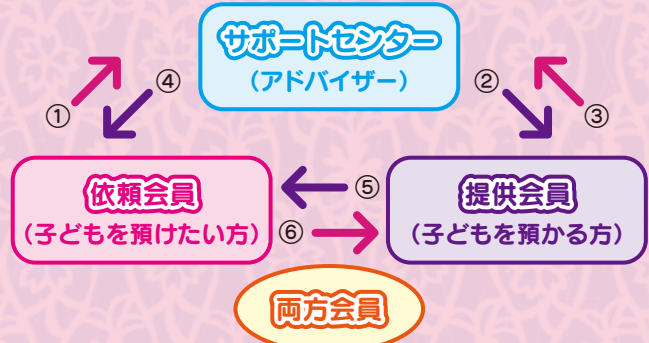 サポートセンター
（アドバイザー）
①
④
②
③
依頼会員
（子どもを預けたい方）
⑤
⑥
提供会員
（子どもを預かる方）
両方会員